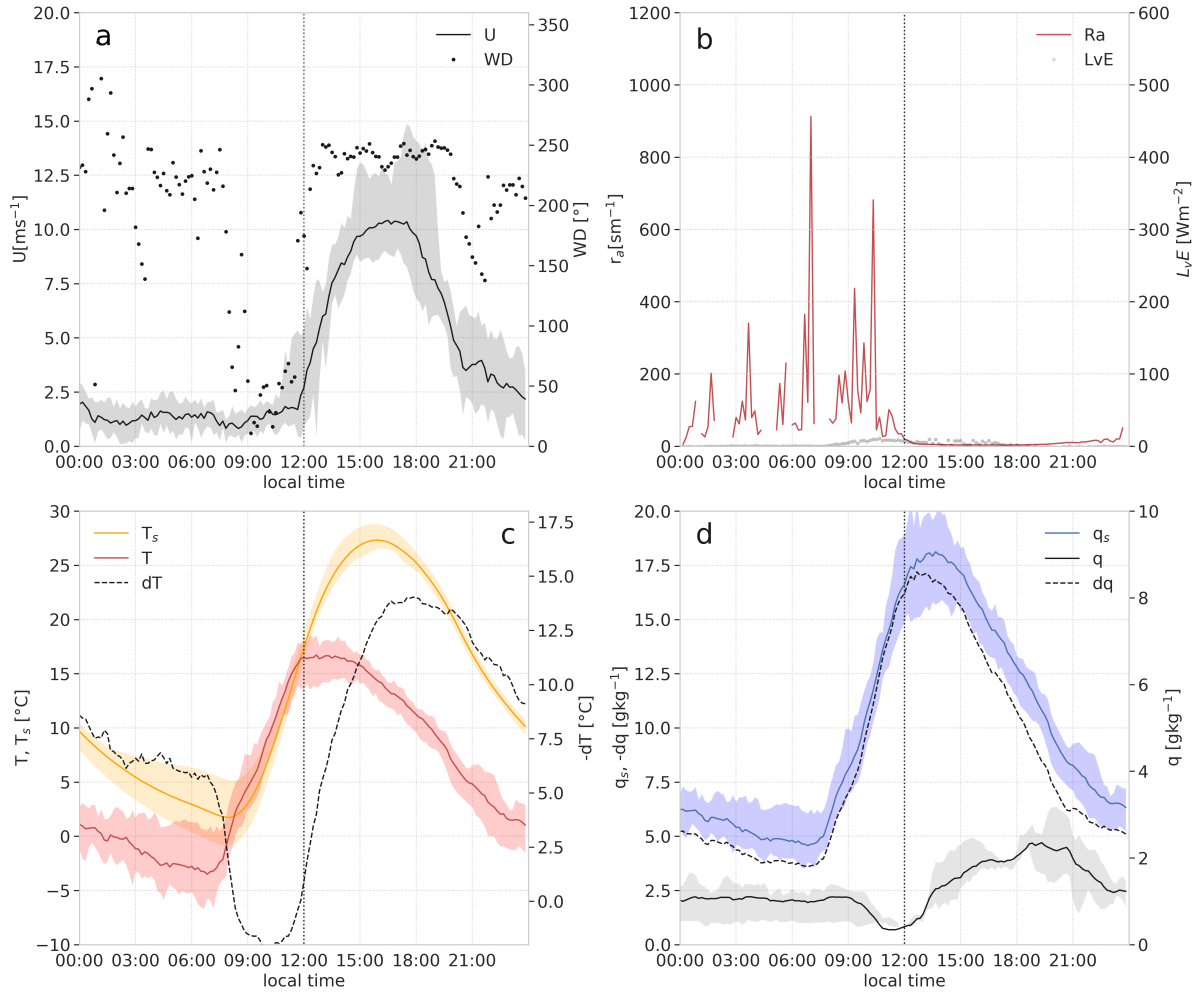 a
U
WD
20.0
17.5
15.0
12.5
10.0
7.5
5.0
2.5
0.0
U[ms⁻¹]
350
300
250
200
150
100
50
0
WD [°]
00:00 03:00 06:00 09:00 12:00 15:00 18:00 21:00
local time
b
Ra
LvE
1200
1000
800
600
400
200
0
rₐ[sm⁻¹]
600
500
400
300
200
100
0
LᵥE [Wm⁻²]
00:00 03:00 06:00 09:00 12:00 15:00 18:00 21:00
local time
c
Tₛ
T
dT
30
25
20
15
10
5
0
−5
−10
T, Tₛ [°C]
17.5
15.0
12.5
10.0
7.5
5.0
2.5
0.0
-dT [°C]
00:00 03:00 06:00 09:00 12:00 15:00 18:00 21:00
local time
d
qₛ
q
dq
20.0
17.5
15.0
12.5
10.0
7.5
5.0
2.5
0.0
qₛ, -dq [gkg⁻¹]
10
8
6
4
2
0
q [gkg⁻¹]
00:00 03:00 06:00 09:00 12:00 15:00 18:00 21:00
local time